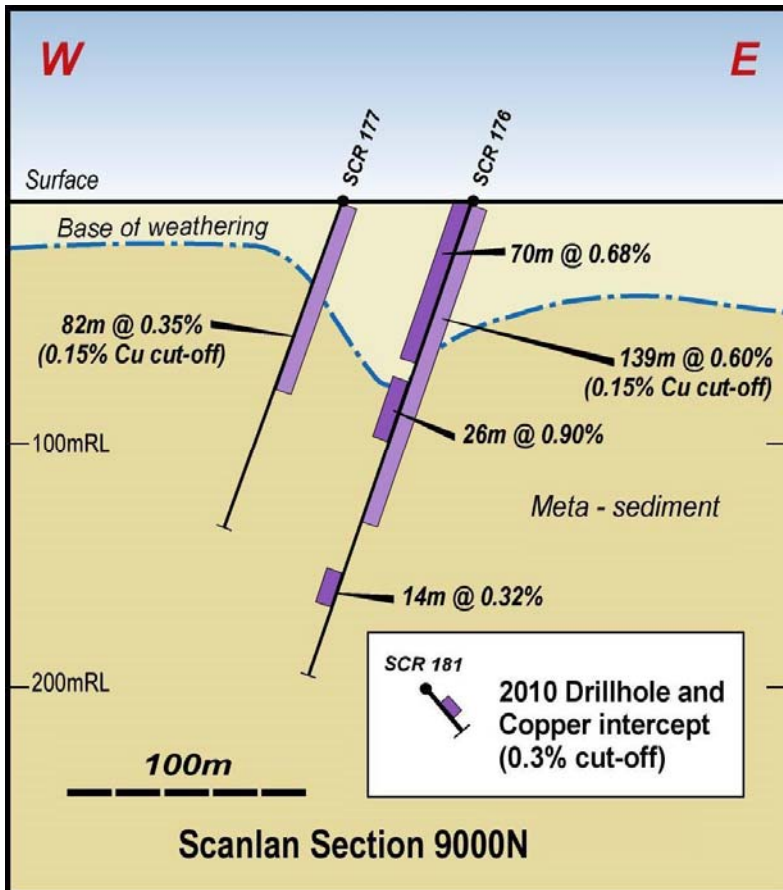 W
E
SCR 177
SCR 176
Surface
Base of weathering
70m @ 0.68%
82m @ 0.35%
(0.15% Cu cut-off)
139m @ 0.60%
(0.15% Cu cut-off)
26m @ 0.90%
100mRL
Meta - sediment
14m @ 0.32%
200mRL
SCR 181
2010 Drillhole and
Copper intercept
(0.3% cut-off)
100m
Scanlan Section 9000N